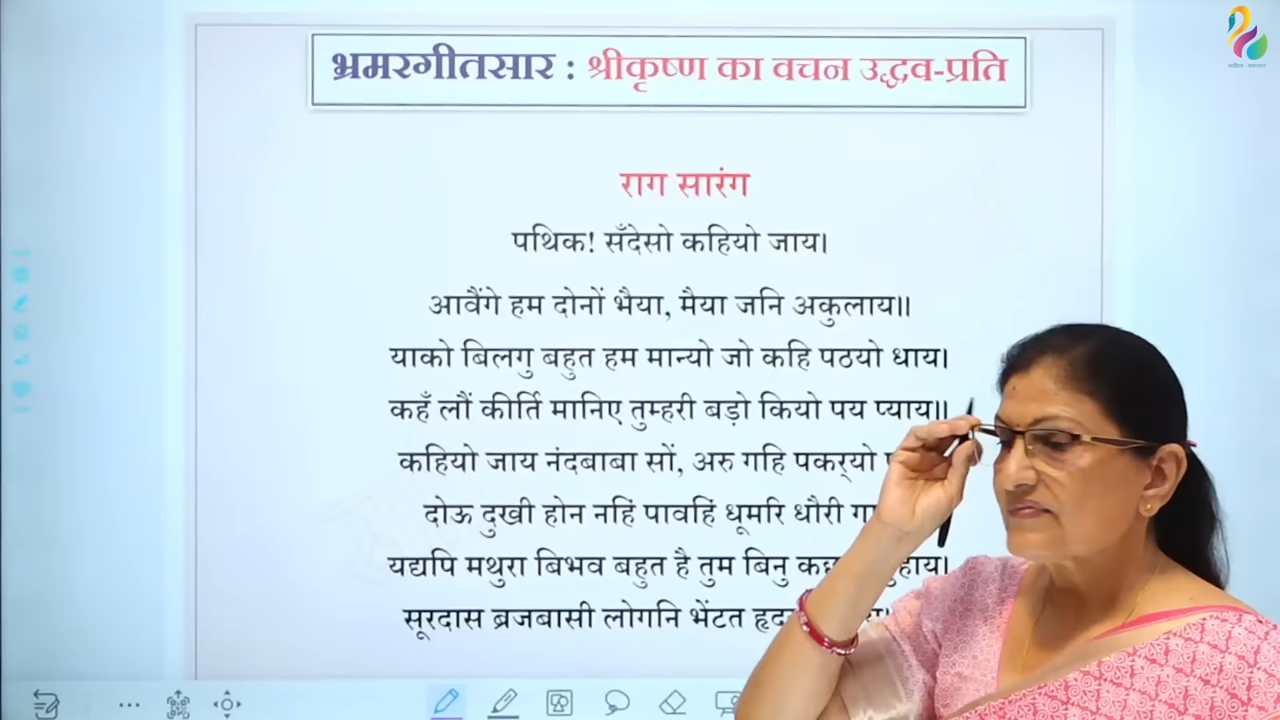 भ्रमरगीतसार : श्रीकृष्ण का वचन उद्धव-प्रति
राग सारंग
पथिक! सँदेसो कहियो जाय।
आवैंगे हम दोनों भैया, मैया जनि अकुलाय॥
याको बिलगु बहुत हम मान्यो जो कहि पठयो धाय।
कहँ लौं कीर्ति मानिए तुम्हरी बड़ो कियो पय प्याय॥
कहियो जाय नंदबाबा सों, अरु गहि पकर्‌यो
दोऊ दुखी होन नहिं पावहिं धूमरि धौरी
यद्यपि मथुरा बिभव बहुत है तुम बिनु
सूरदास ब्रजबासी लोगनि भेंटत